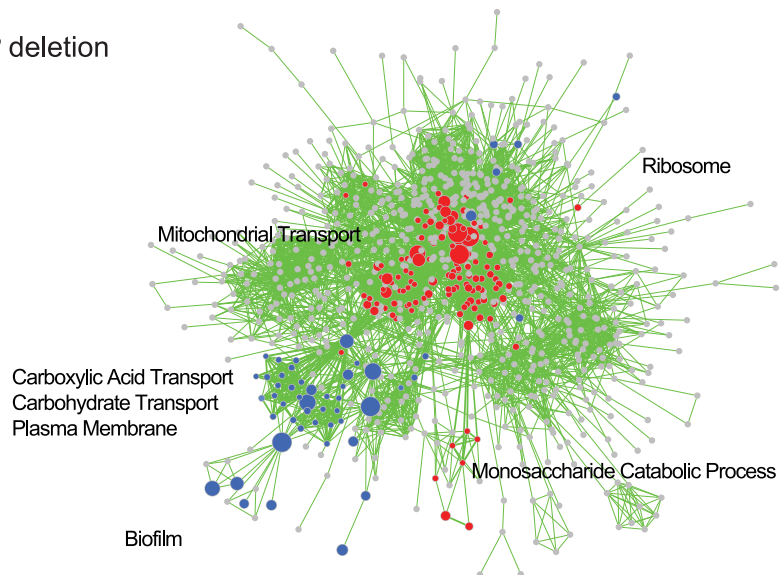 deletion
Ribosome
Mitochondrial Transport
Carboxylic Acid Transport
Carbohydrate Transport
Plasma Membrane
Monosaccharide Catabolic Process
Biofilm